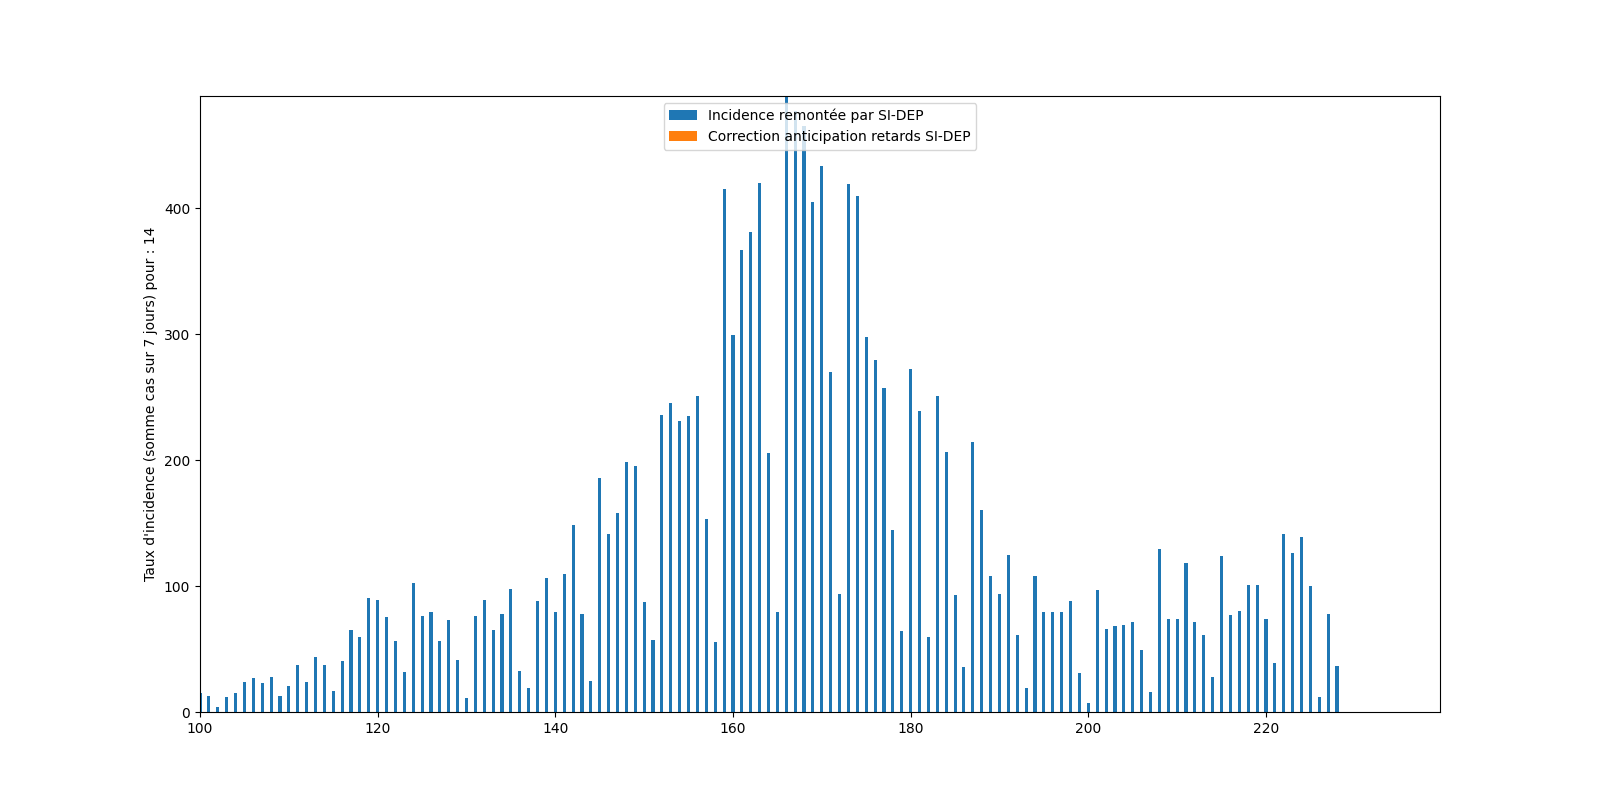 Incidence remontée par SI-DEP
Correction anticipation retards SI-DEP
Taux d'incidence (somme cas sur 7 jours) pour : 14
400
300
200
100
0
100 120 140 160 180 200 220